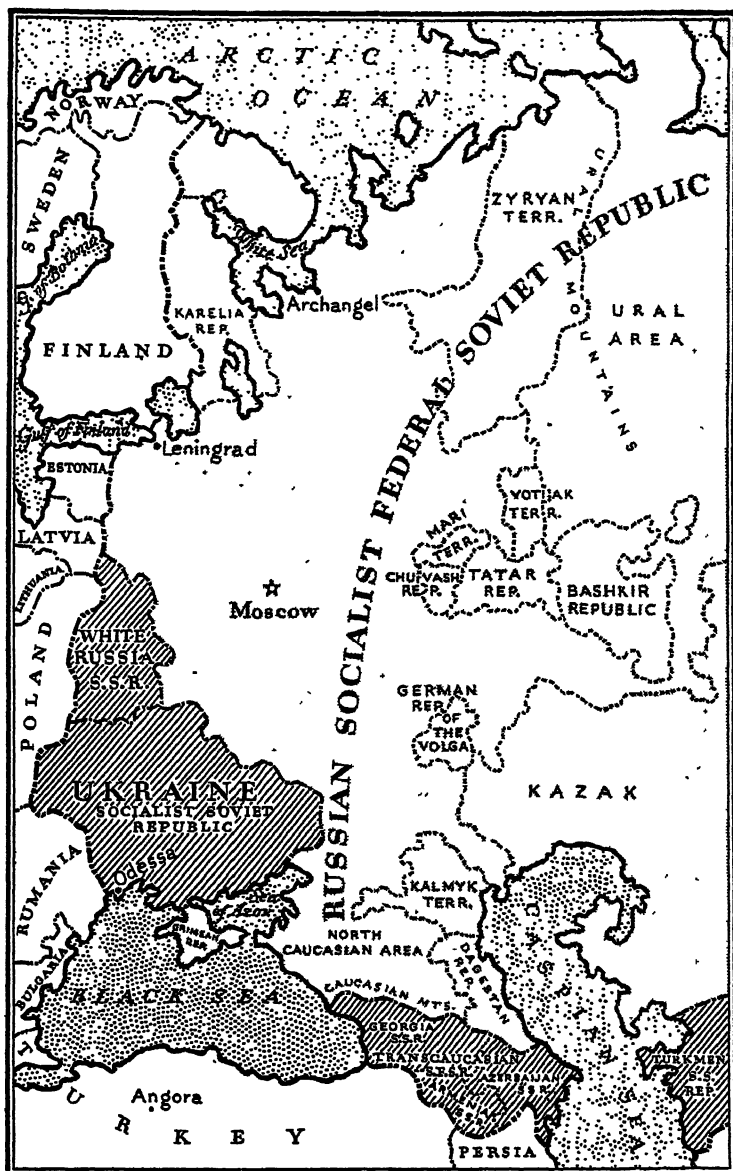 ARCTIC
OCEAN
NORWAY
SWEDEN
G. of Bothnia
White Sea
ZYRYAN
TERR.
URAL MOUNTAINS
URAL
AREA
Archangel
KARELIA
REP.
FINLAND
Gulf of Finland
Leningrad
ESTONIA
LATVIA
LITHUANIA
RUSSIAN SOCIALIST FEDERAL SOVIET REPUBLIC
VOTIAK
TERR.
MARI
TERR.
CHUVASH
REP.
TATAR
REP.
BASHKIR
REPUBLIC
Moscow
POLAND
WHITE
RUSSIA
S.S.R.
GERMAN
REP.
OF
THE
VOLGA
UKRAINE
SOCIALIST SOVIET
REPUBLIC
KAZAK
RUMANIA
Odessa
Sea
of Azov
CRIMEAN
REP.
KALMYK
TERR.
NORTH
CAUCASIAN AREA
DAGESTAN
REP.
CASPIAN SEA
BULGARIA
BLACK SEA
CAUCASIAN MTS.
GEORGIA
S.S.R.
TRANSCAUCASIAN
S.F.S.R.
AZERBAIJAN
S.S.R.
TURKMEN
S.S.
REP.
Angora
TURKEY
PERSIA